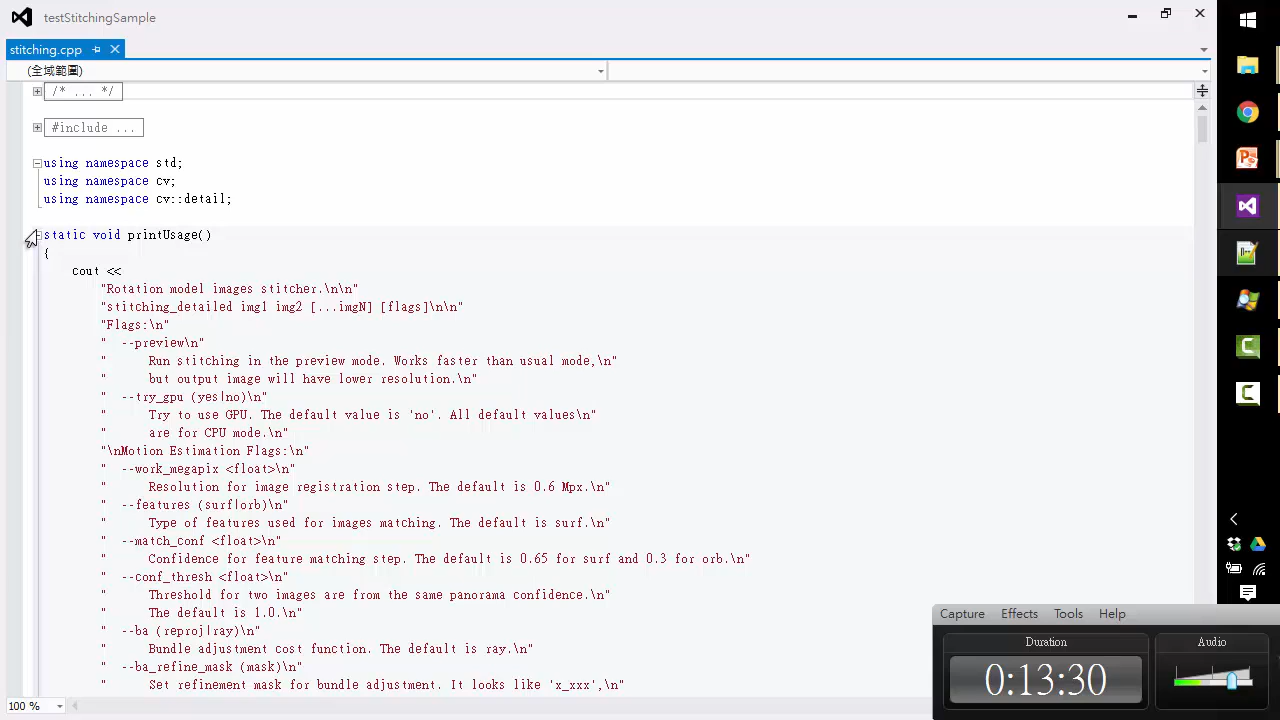 testStitchingSample
stitching.cpp
(全域範圍)
/* ... */
#include ...
using namespace std;
using namespace cv;
using namespace cv::detail;
static void printUsage()
{
cout <<
"Rotation model images stitcher.\n\n"
"stitching_detailed img1 img2 [...imgN] [flags]\n\n"
"Flags:\n"
" --preview\n"
" Run stitching in the preview mode. Works faster than usual mode,\n"
" but output image will have lower resolution.\n"
" --try_gpu (yes|no)\n"
" Try to use GPU. The default value is 'no'. All default values\n"
" are for CPU mode.\n"
"\nMotion Estimation Flags:\n"
" --work_megapix <float>\n"
" Resolution for image registration step. The default is 0.6 Mpx.\n"
" --features (surf|orb)\n"
" Type of features used for images matching. The default is surf.\n"
" --match_conf <float>\n"
" Confidence for feature matching step. The default is 0.65 for surf and 0.3 for orb.\n"
" --conf_thresh <float>\n"
" Threshold for two images are from the same panorama confidence.\n"
" The default is 1.0.\n"
" --ba (reproj|ray)\n"
" Bundle adjustment cost function. The default is ray.\n"
" --ba_refine_mask (mask)\n"
" Set refinement mask for bundle adjustment. It looks like 'x_xxx',\n"
100 %
Capture Effects Tools Help
Duration
Audio
0:13:30